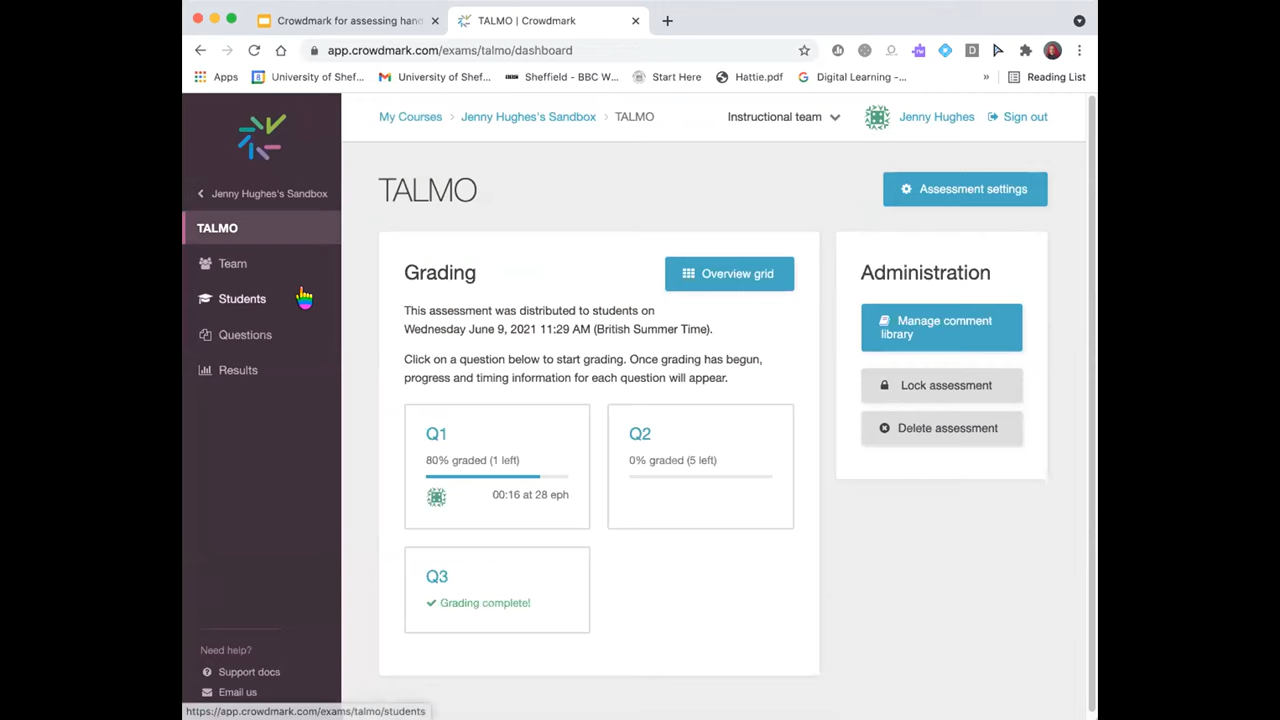 Crowdmark for assessing hand
TALMO | Crowdmark
app.crowdmark.com/exams/talmo/dashboard
Apps
University of Shef...
University of Shef...
Sheffield - BBC W...
Start Here
Hattie.pdf
Digital Learning -...
»
Reading List
My Courses > Jenny Hughes's Sandbox > TALMO
Instructional team
Jenny Hughes
Sign out
Jenny Hughes's Sandbox
TALMO
Team
Students
Questions
Results
Need help?
Support docs
Email us
https://app.crowdmark.com/exams/talmo/students
TALMO
Assessment settings
Grading
Overview grid
This assessment was distributed to students on
Wednesday June 9, 2021 11:29 AM (British Summer Time).
Click on a question below to start grading. Once grading has begun,
progress and timing information for each question will appear.
Q1
80% graded (1 left)
00:16 at 28 eph
Q2
0% graded (5 left)
Q3
Grading complete!
Administration
Manage comment
library
Lock assessment
Delete assessment